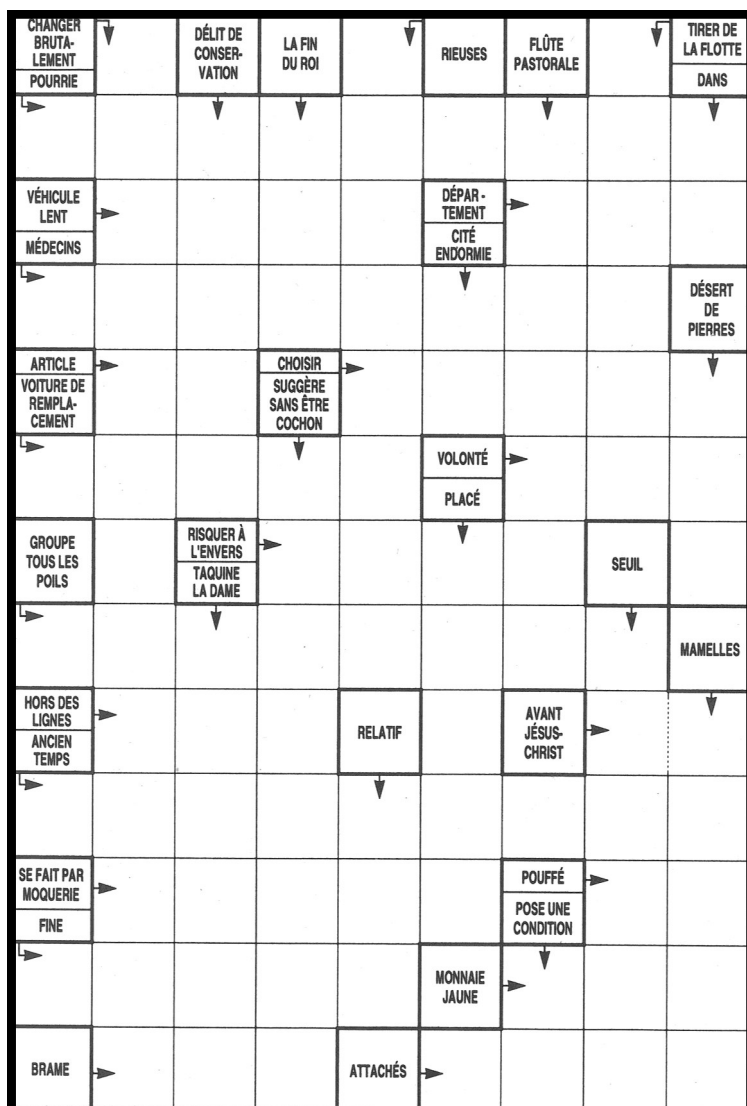 CHANGER
BRUTA-
LEMENT
POURRIE
DÉLIT DE
CONSER-
VATION
LA FIN
DU ROI
RIEUSES
FLÛTE
PASTORALE
TIRER DE
LA FLOTTE
DANS
VÉHICULE
LENT
MÉDECINS
DÉPAR-
TEMENT
CITÉ
ENDORMIE
DÉSERT
DE
PIERRES
ARTICLE
VOITURE DE
REMPLA-
CEMENT
CHOISIR
SUGGÈRE
SANS ÊTRE
COCHON
VOLONTÉ
PLACÉ
GROUPE
TOUS LES
POILS
RISQUER À
L'ENVERS
TAQUINE
LA DAME
SEUIL
MAMELLES
HORS DES
LIGNES
ANCIEN
TEMPS
RELATIF
AVANT
JÉSUS-
CHRIST
SE FAIT PAR
MOQUERIE
FINE
POUFFÉ
POSE UNE
CONDITION
MONNAIE
JAUNE
BRAME
ATTACHÉS